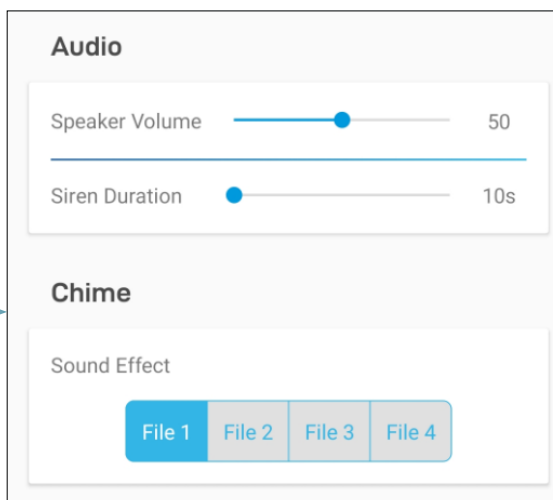 Audio
Speaker Volume 50
Siren Duration 10s
Chime
Sound Effect
File 1 File 2 File 3 File 4